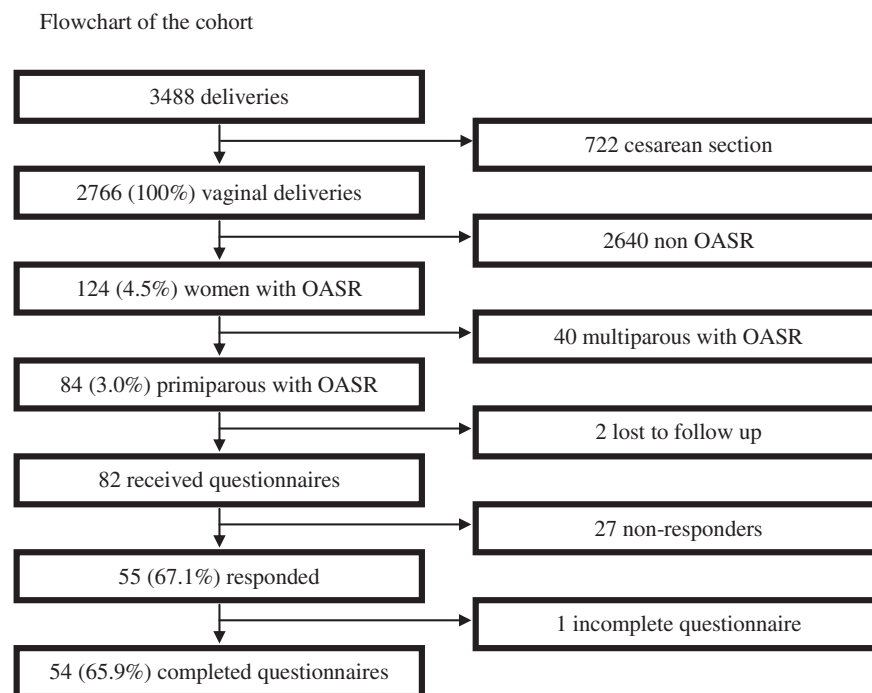 Flowchart of the cohort
3488 deliveries
722 cesarean section
2766 (100%) vaginal deliveries
2640 non OASR
124 (4.5%) women with OASR
40 multiparous with OASR
84 (3.0%) primiparous with OASR
2 lost to follow up
82 received questionnaires
27 non-responders
55 (67.1%) responded
1 incomplete questionnaire
54 (65.9%) completed questionnaires